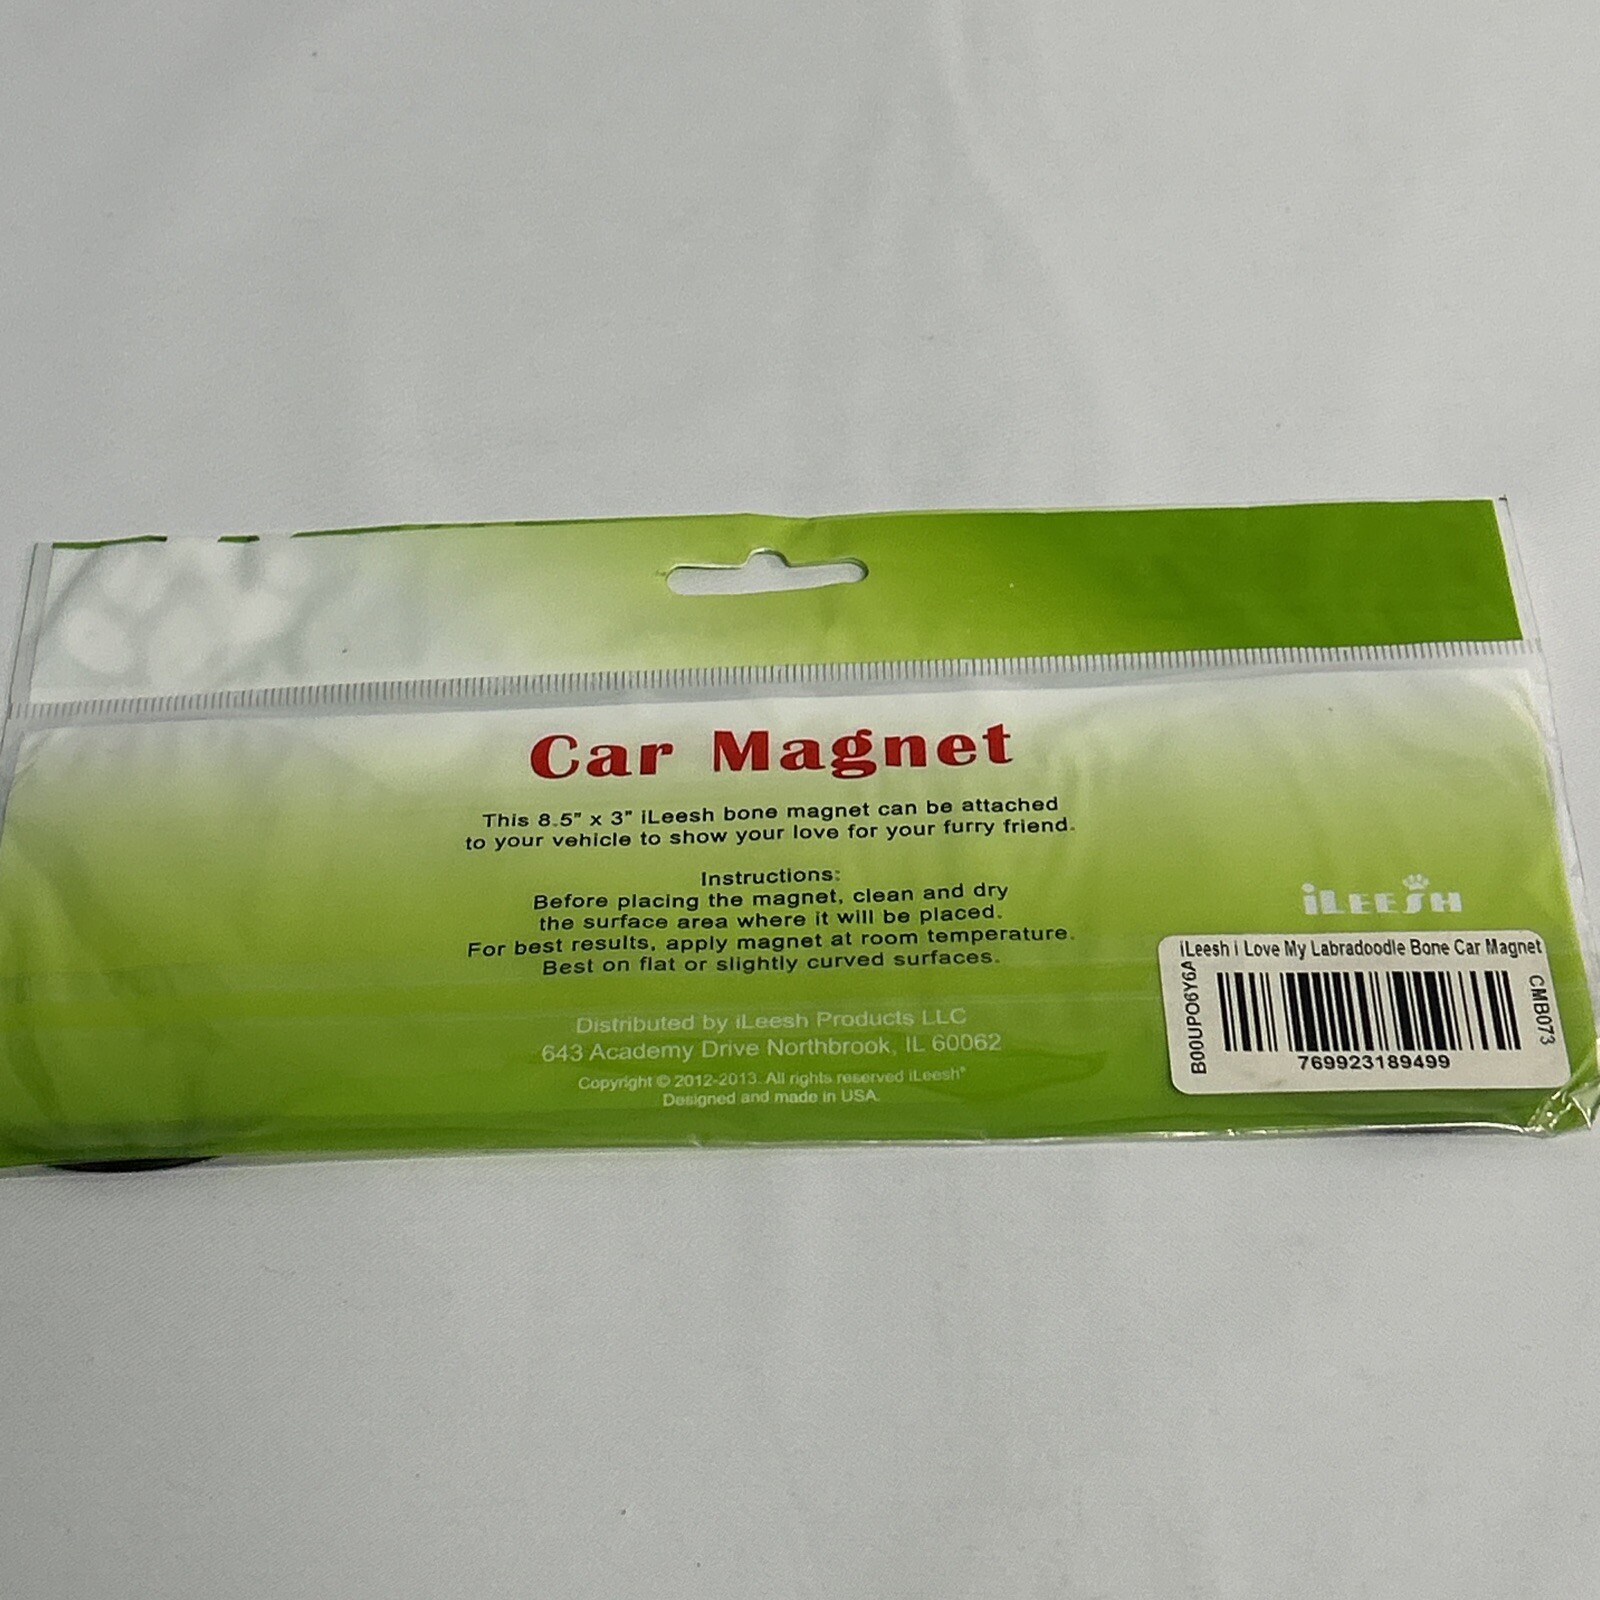 Car Magnet
This 8.5" x 3" iLeesh bone magnet can be attached
to your vehicle to show your love for your furry friend.
Instructions:
Before placing the magnet, clean and dry
the surface area where it will be placed.
For best results, apply magnet at room temperature.
Best on flat or slightly curved surfaces.
Distributed by iLeesh Products LLC
643 Academy Drive Northbrook, IL 60062
Copyright © 2012-2013. All rights reserved iLeesh®
Designed and made in USA.
iLEESH
iLeesh i Love My Labradoodle Bone Car Magnet
B00UPO6Y6A
CMB073
769923189499